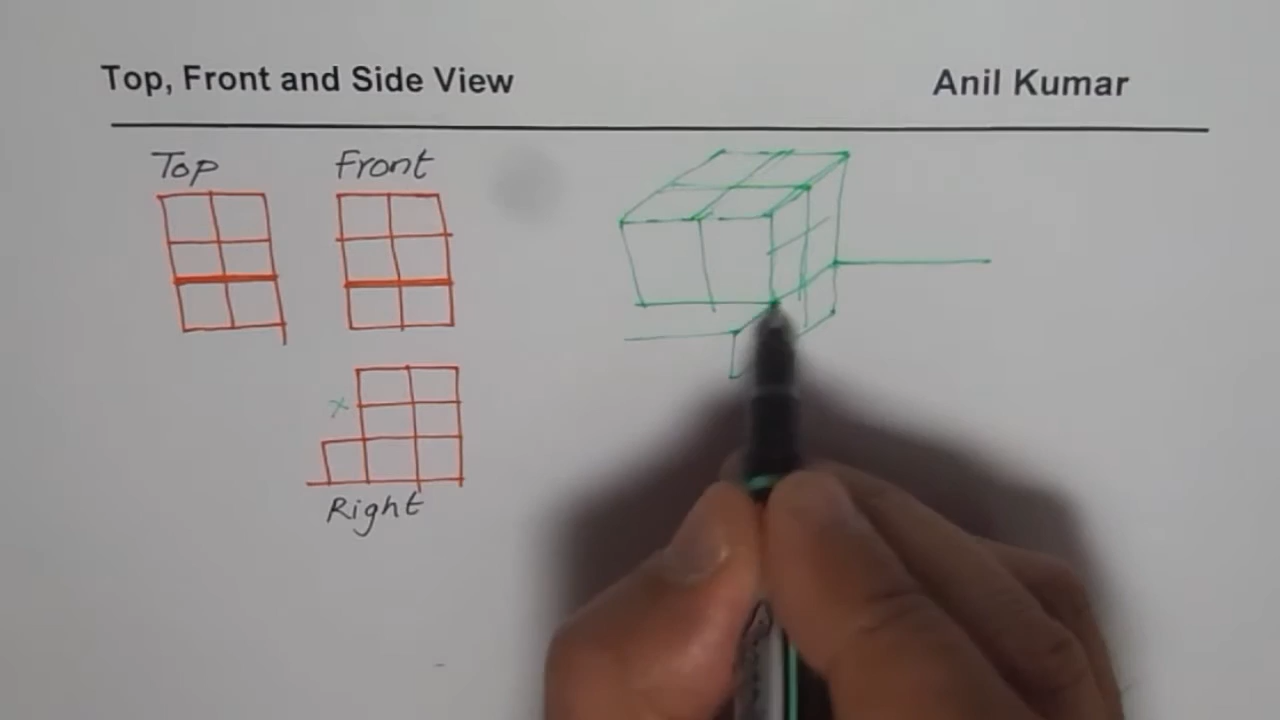 Top, Front and Side View
Anil Kumar
Top
Front
x
Right